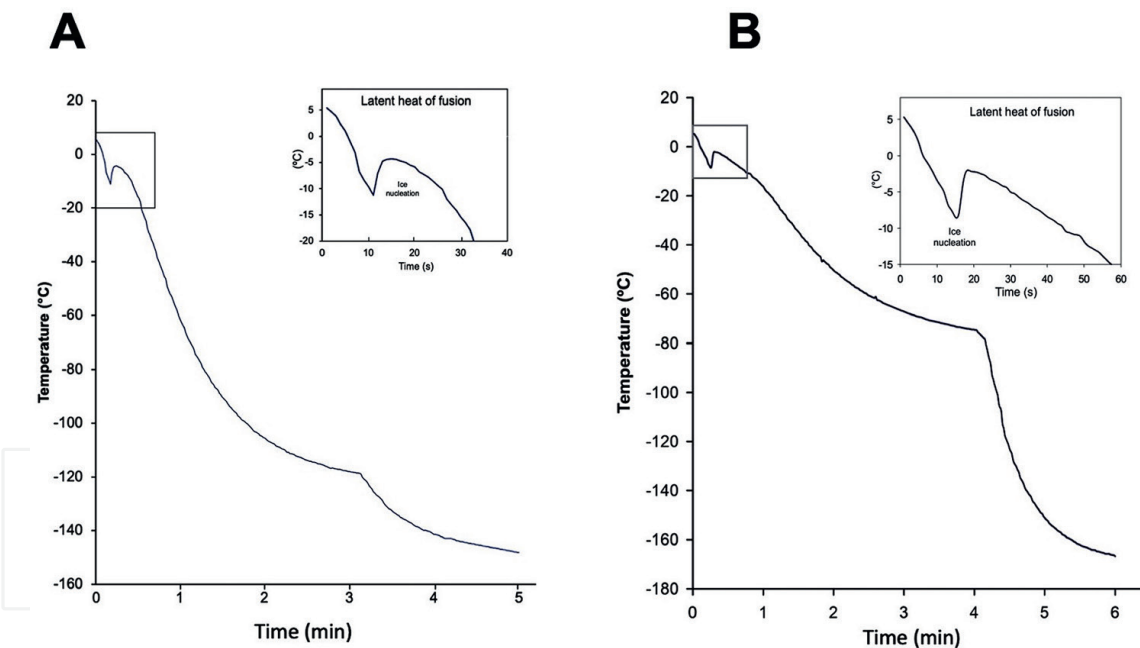 A
20
0
-20
-40
-60
-80
-100
-120
-140
-160
Temperature (°C)
0 1 2 3 4 5
Time (min)
Latent heat of fusion
5
0
-5
-10
-15
-20
(ºC)
Ice
nucleation
0 10 20 30 40
Time (s)
B
20
0
-20
-40
-60
-80
-100
-120
-140
-160
-180
Temperature (ºC)
0 1 2 3 4 5 6
Time (min)
Latent heat of fusion
5
0
-5
-10
-15
(ºC)
Ice
nucleation
0 10 20 30 40 50 60
Time (s)